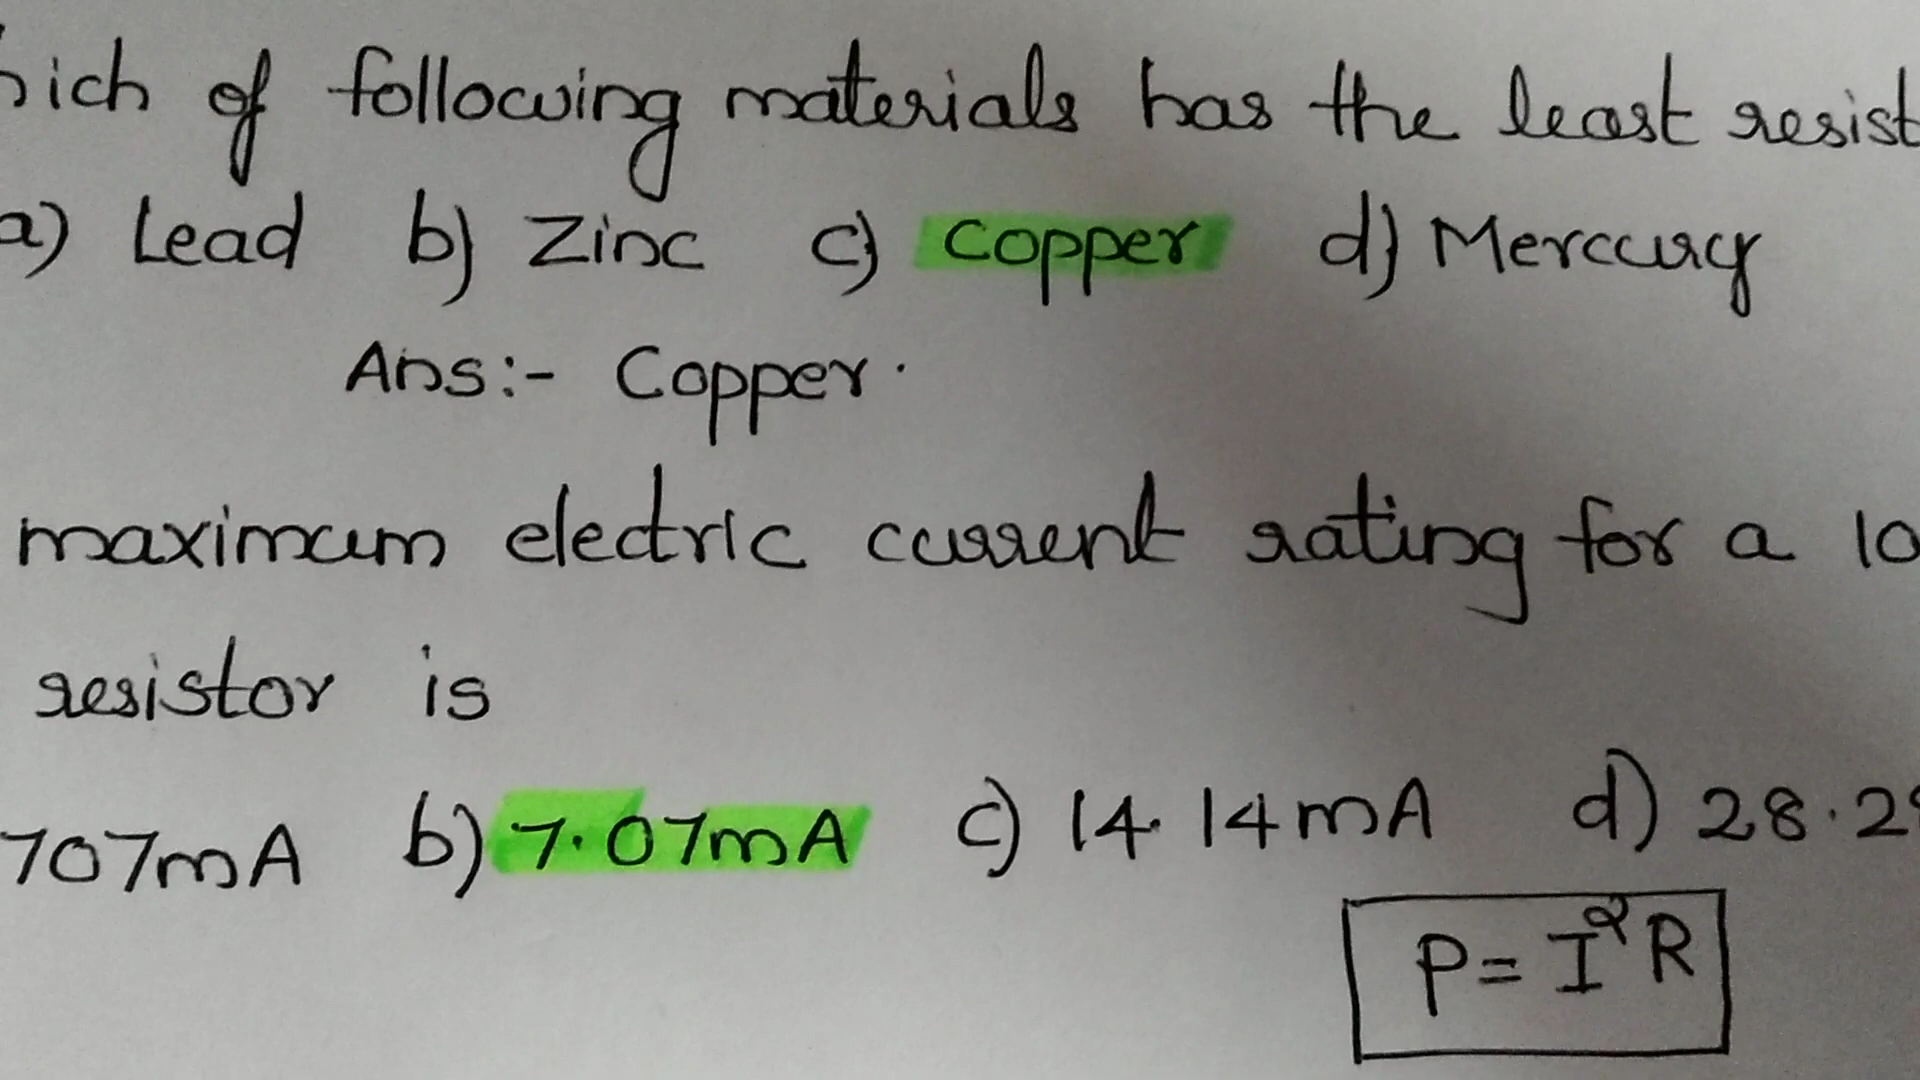 hich of following materials has the least resist
a) Lead b) Zinc c) Copper d) Mercury
Ans:- Copper.
maximum electric current rating for a 10
resistor is
707mA b) 7.07mA c) 14.14mA d) 28.2
P = I²R